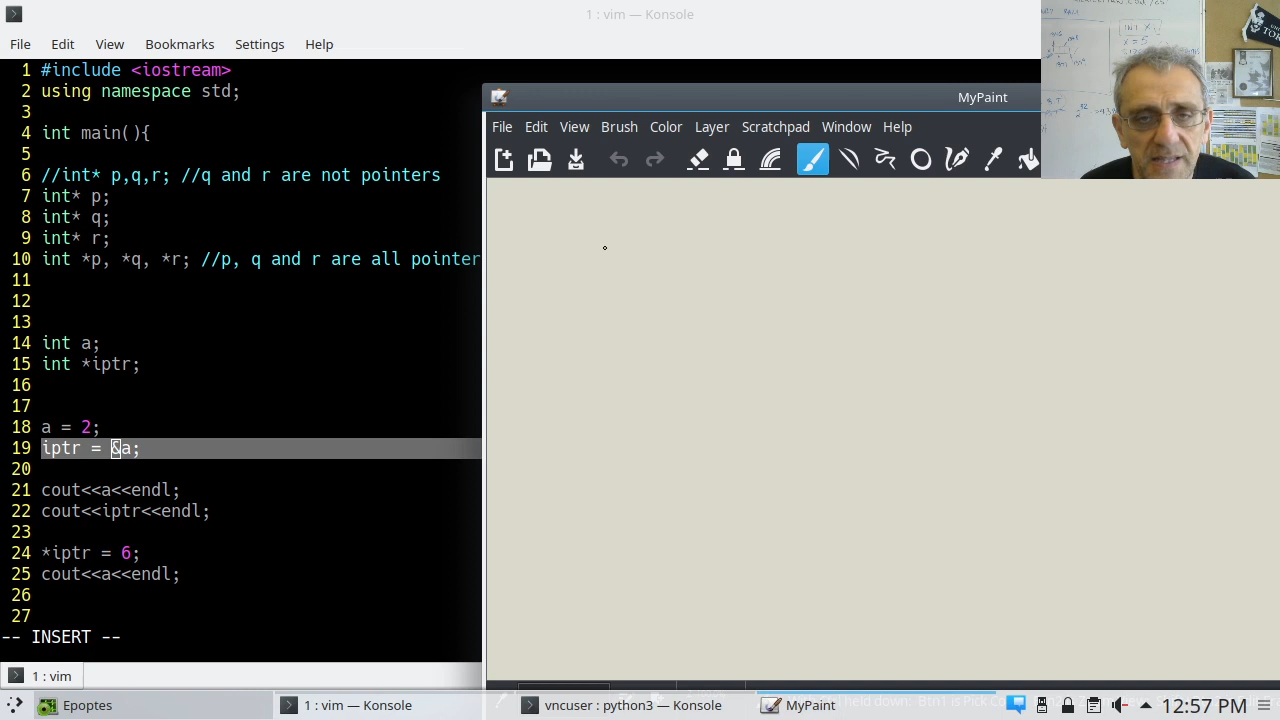 1 : vim — Konsole
File Edit View Bookmarks Settings Help
1 #include <iostream>
2 using namespace std;
3
4 int main(){
5
6 //int* p,q,r; //q and r are not pointers
7 int* p;
8 int* q;
9 int* r;
10 int *p, *q, *r; //p, q and r are all pointer
11
12
13
14 int a;
15 int *iptr;
16
17
18 a = 2;
19 iptr = &a;
20
21 cout<<a<<endl;
22 cout<<iptr<<endl;
23
24 *iptr = 6;
25 cout<<a<<endl;
26
27
-- INSERT --
1 : vim
MyPaint
File Edit View Brush Color Layer Scratchpad Window Help
INT X;
X = 5
Epoptes
1 : vim — Konsole
vncuser : python3 — Konsole
MyPaint
12:57 PM